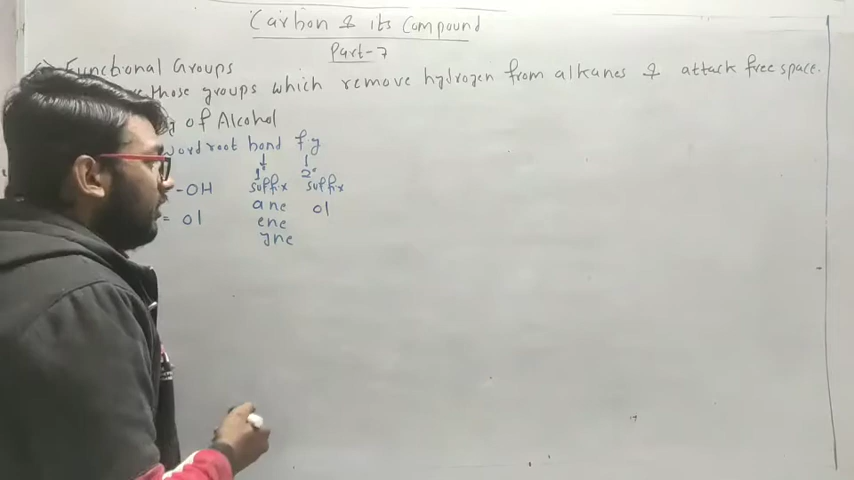 Carbon & its Compound
Part-7
Functional Groups
those groups which remove hydrogen from alkanes & attack free space.
of Alcohol
word root bond f.g
-OH 1° 2°
suffix suffix
= ol ane ol
ene
yne